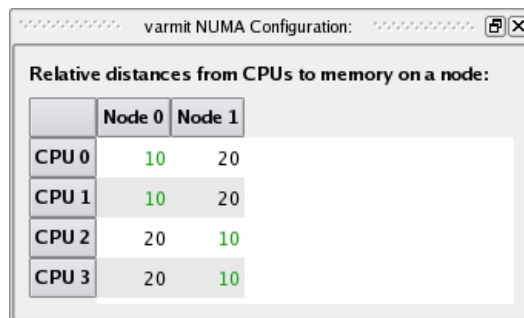 varmit NUMA Configuration:
Relative distances from CPUs to memory on a node:
Node 0 Node 1
CPU 0 10 20
CPU 1 10 20
CPU 2 20 10
CPU 3 20 10